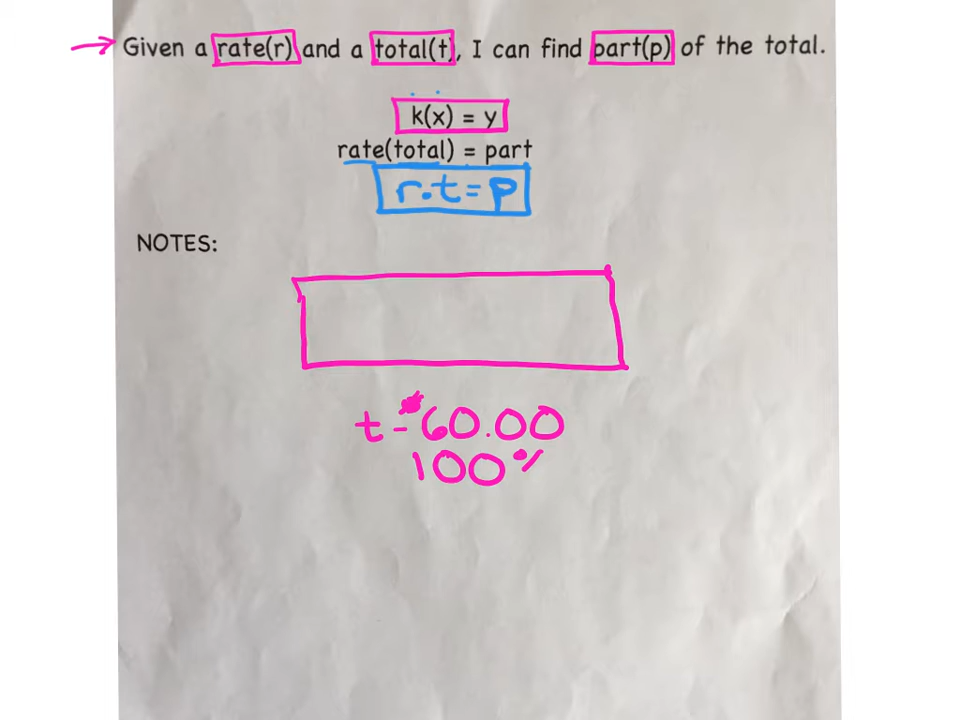 Given a rate(r) and a total(t), I can find part(p) of the total.
k(x) = y
rate(total) = part
r.t=p
NOTES:
t-$60.00
100%